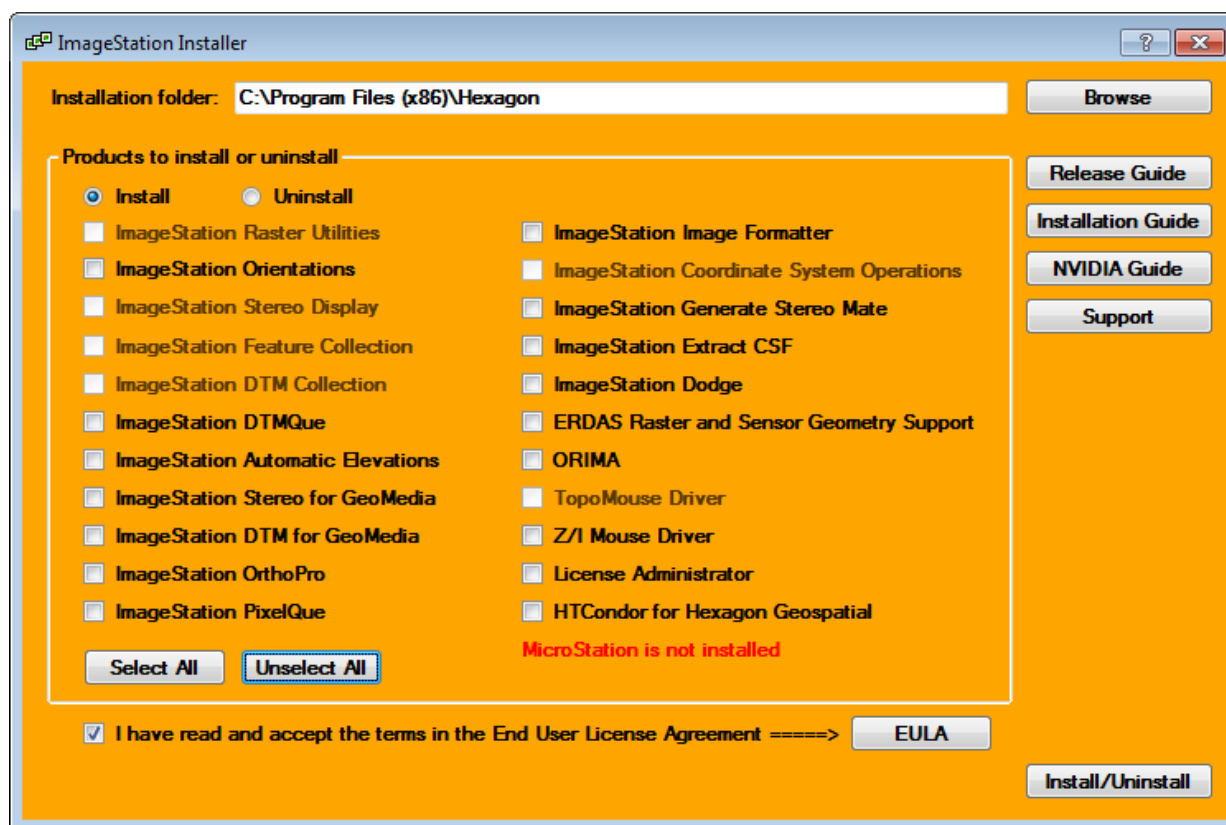 ImageStation Installer
Installation folder: C:\Program Files (x86)\Hexagon Browse
Products to install or uninstall
Install Uninstall
ImageStation Raster Utilities
ImageStation Orientations
ImageStation Stereo Display
ImageStation Feature Collection
ImageStation DTM Collection
ImageStation DTMQue
ImageStation Automatic Elevations
ImageStation Stereo for GeoMedia
ImageStation DTM for GeoMedia
ImageStation OrthoPro
ImageStation PixelQue
ImageStation Image Formatter
ImageStation Coordinate System Operations
ImageStation Generate Stereo Mate
ImageStation Extract CSF
ImageStation Dodge
ERDAS Raster and Sensor Geometry Support
ORIMA
TopoMouse Driver
Z/I Mouse Driver
License Administrator
HTCondor for Hexagon Geospatial
MicroStation is not installed
Select All Unselect All
Release Guide
Installation Guide
NVIDIA Guide
Support
I have read and accept the terms in the End User License Agreement =====> EULA
Install/Uninstall